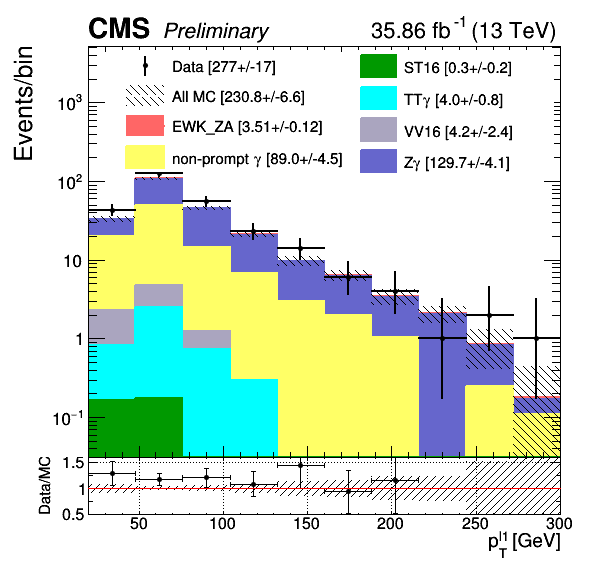 CMS Preliminary 35.86 fb⁻¹ (13 TeV)
Events/bin
Data [277+/-17]
All MC [230.8+/-6.6]
EWK_ZA [3.51+/-0.12]
non-prompt γ [89.0+/-4.5]
ST16 [0.3+/-0.2]
TTγ [4.0+/-0.8]
VV16 [4.2+/-2.4]
Zγ [129.7+/-4.1]
10³
10²
10
1
10⁻¹
Data/MC
1.5
1
0.5
50 100 150 200 250 300
p_T^{l1} [GeV]